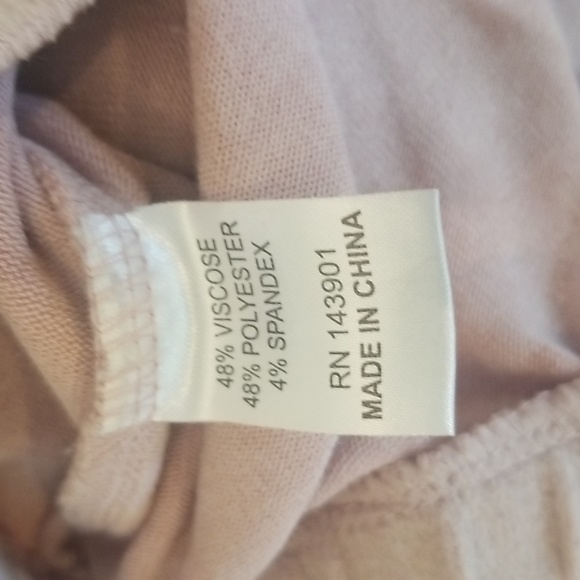 48% VISCOSE
48% POLYESTER
4% SPANDEX
RN 143901
MADE IN CHINA